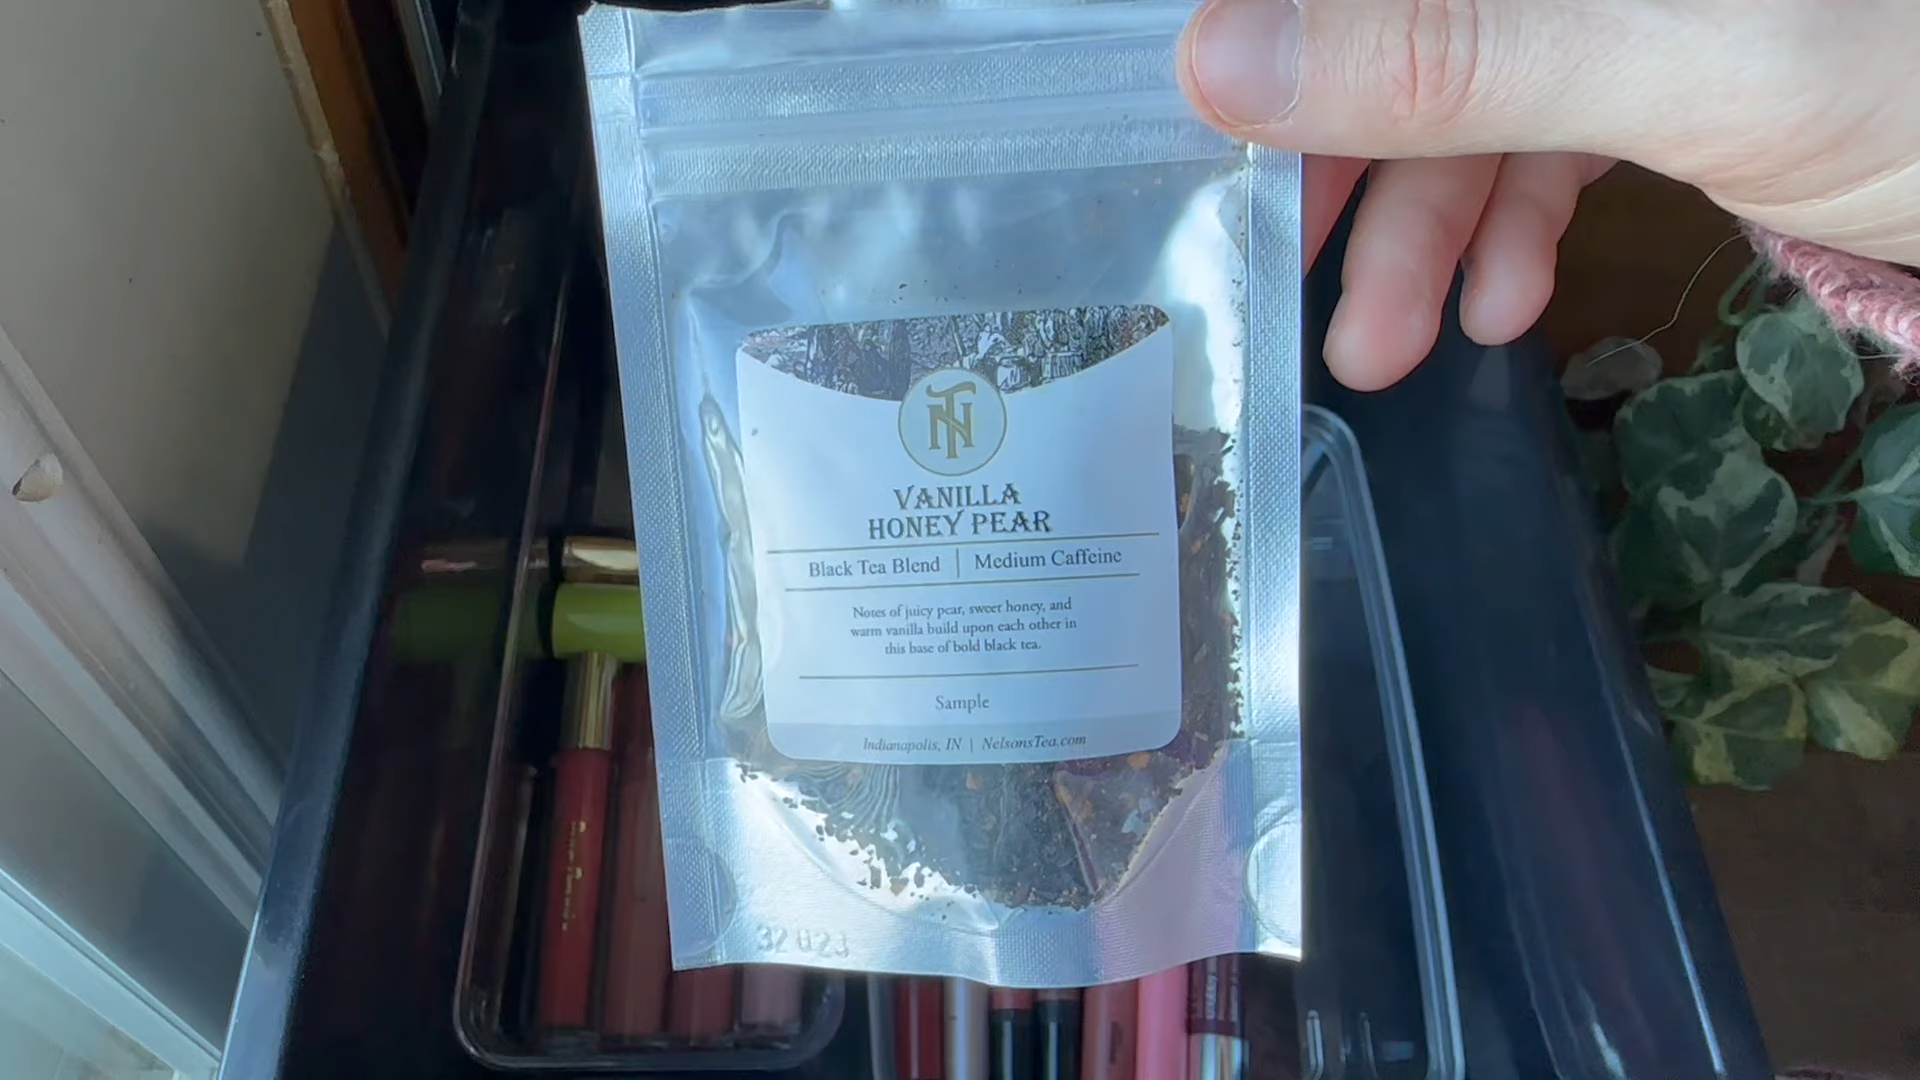 NT
VANILLA
HONEY PEAR
Black Tea Blend | Medium Caffeine
Notes of juicy pear, sweet honey, and
warm vanilla build upon each other in
this base of bold black tea.
Sample
Indianapolis, IN | NelsonsTea.com
32 023